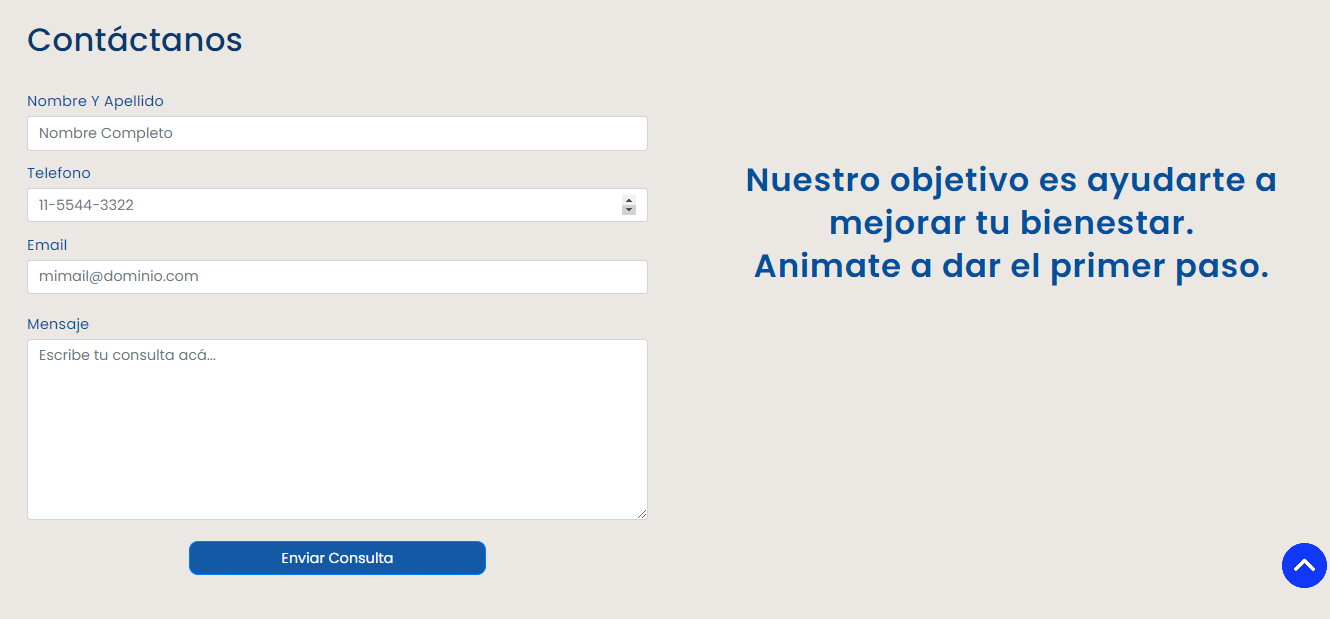 Contáctanos
Nombre Y Apellido
Nombre Completo
Telefono
11-5544-3322
Email
mimail@dominio.com
Mensaje
Escribe tu consulta acá...
Enviar Consulta
Nuestro objetivo es ayudarte a
mejorar tu bienestar.
Animate a dar el primer paso.